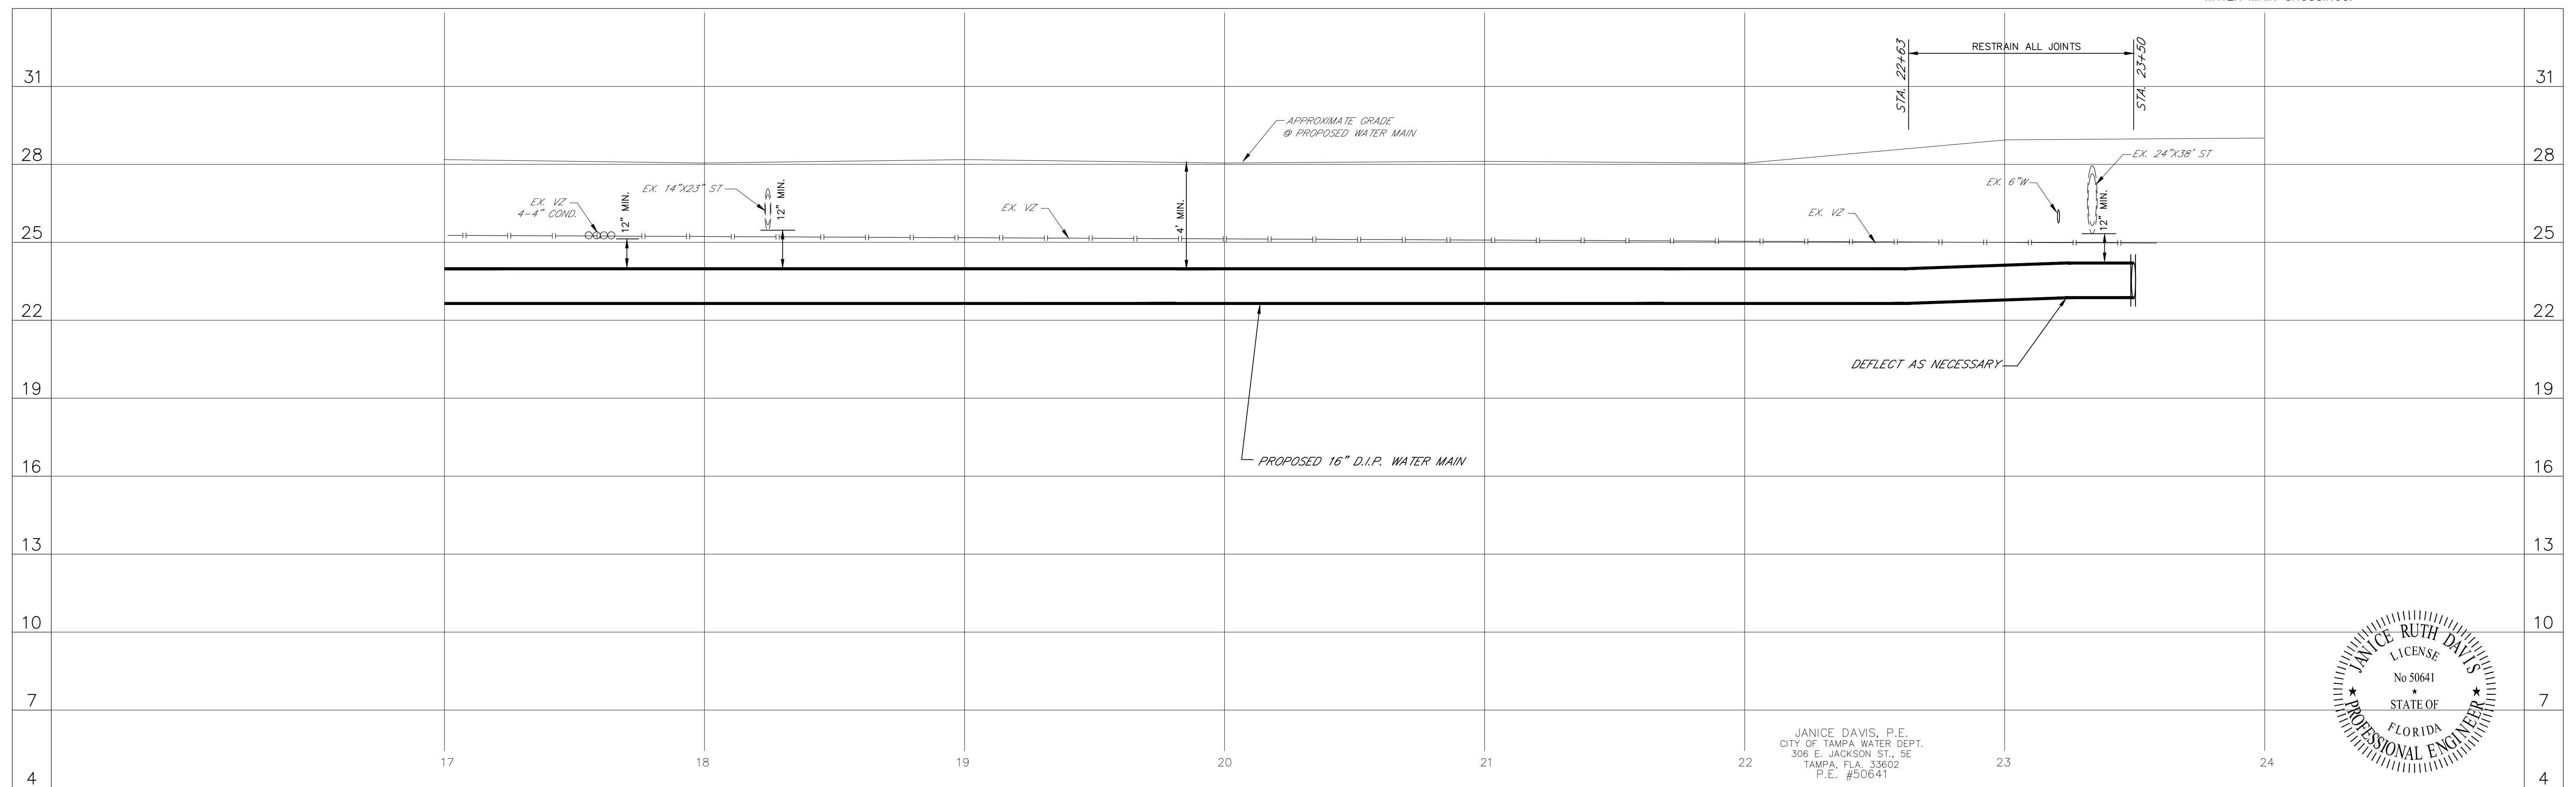 RESTRAIN ALL JOINTS
STA. 22+63
STA. 23+50
31
31
APPROXIMATE GRADE
@ PROPOSED WATER MAIN
28
28
EX. 24"X38' ST
EX. 14"X23" ST
EX. 6"W
EX. VZ
4-4" COND.
12" MIN.
12" MIN.
EX. VZ
4' MIN.
EX. VZ
12" MIN.
25
25
22
22
DEFLECT AS NECESSARY
19
19
PROPOSED 16" D.I.P. WATER MAIN
16
16
13
13
10
10
JANICE RUTH DAVIS
LICENSE
No 50641
STATE OF
FLORIDA
PROFESSIONAL ENGINEER
7
7
JANICE DAVIS, P.E.
CITY OF TAMPA WATER DEPT.
306 E. JACKSON ST., 5E
TAMPA, FLA. 33602
P.E. #50641
17
18
19
20
21
22
23
24
4
4